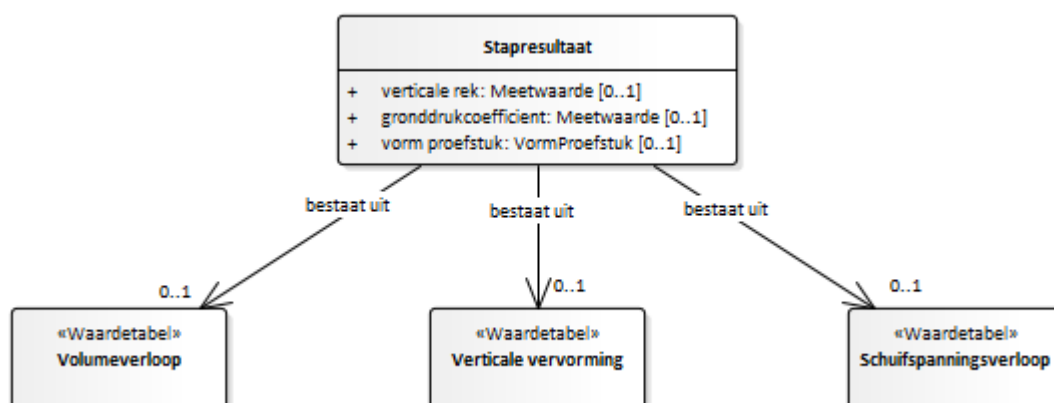 Stapresultaat
+ verticale rek: Meetwaarde [0..1]
+ gronddrukcoefficient: Meetwaarde [0..1]
+ vorm proefstuk: VormProefstuk [0..1]
bestaat uit
bestaat uit
bestaat uit
0..1
0..1
0..1
«Waardetabel»
Volumeverloop
«Waardetabel»
Verticale vervorming
«Waardetabel»
Schuifspanningsverloop